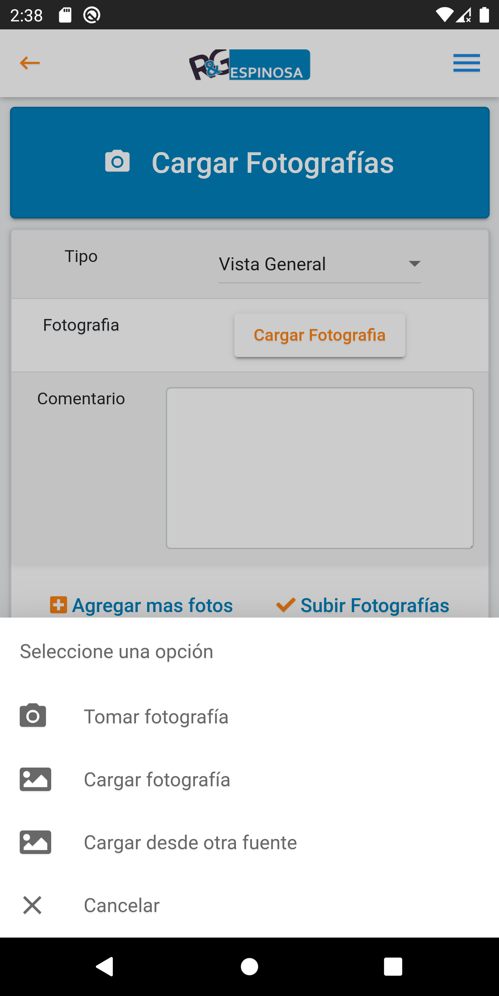 2:38
R&G ESPINOSA
Cargar Fotografías
Tipo
Vista General
Fotografia
Cargar Fotografia
Comentario
Agregar mas fotos
Subir Fotografías
Seleccione una opción
Tomar fotografía
Cargar fotografía
Cargar desde otra fuente
Cancelar